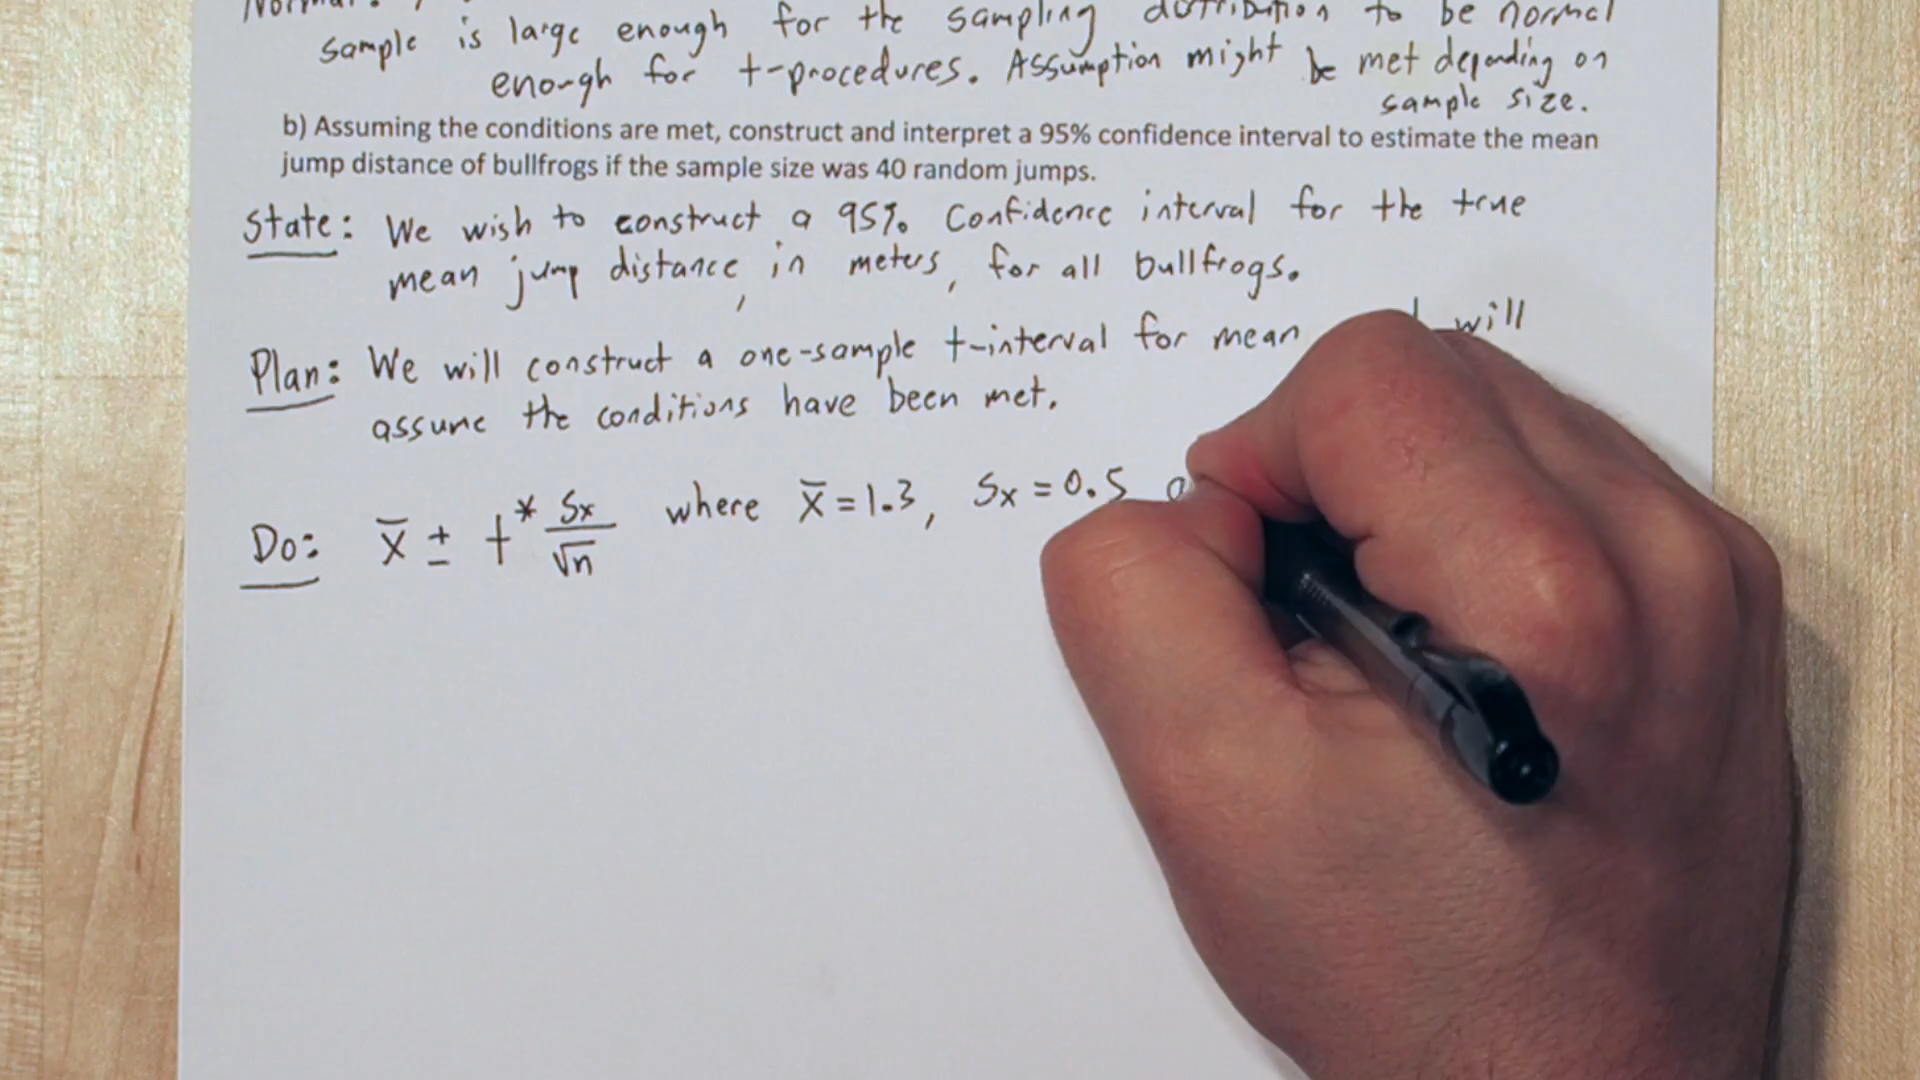 Normal:
sample is large enough for the sampling distribution to be normal
enough for t-procedures. Assumption might be met depending on
sample size.
b) Assuming the conditions are met, construct and interpret a 95% confidence interval to estimate the mean
jump distance of bullfrogs if the sample size was 40 random jumps.
State: We wish to construct a 95% confidence interval for the true
mean jump distance, in meters, for all bullfrogs.
Plan: We will construct a one-sample t-interval for mean will
assume the conditions have been met.
Do: x̄ ± t* Sx/√n where x̄ = 1.3, Sx = 0.5